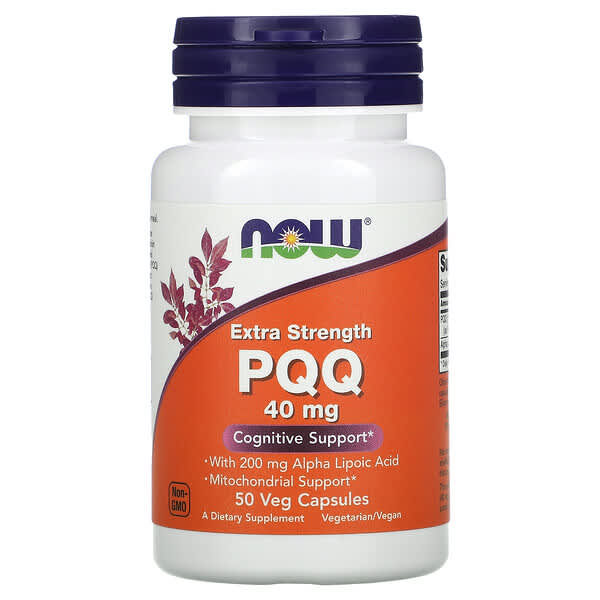 NOW®
Extra Strength
PQQ
40 mg
Cognitive Support*
• With 200 mg Alpha Lipoic Acid
• Mitochondrial Support*
50 Veg Capsules
Non-
GMO
A Dietary Supplement Vegetarian/Vegan